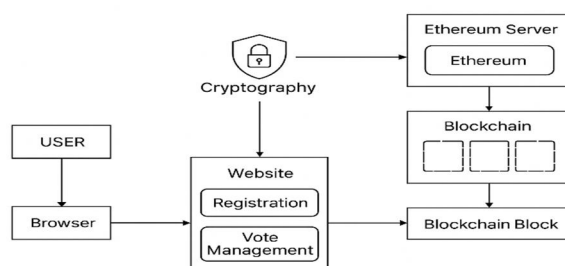 Ethereum Server
Ethereum
Cryptography
Blockchain
USER
Website
Registration
Browser
Vote
Management
Blockchain Block